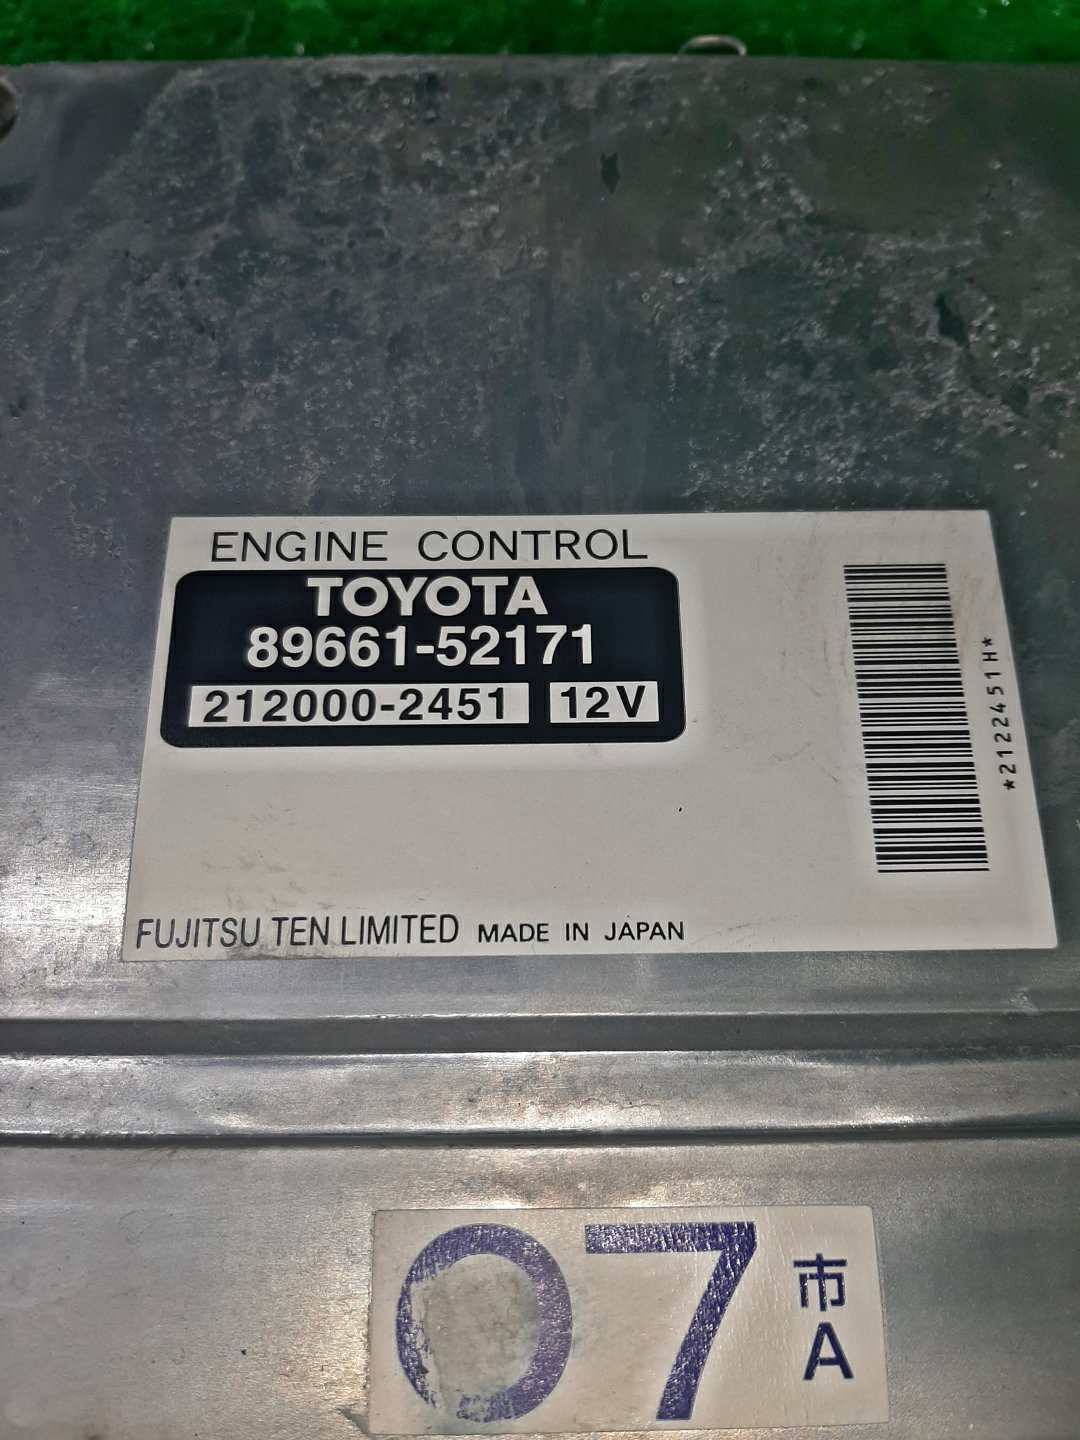 ENGINE CONTROL
TOYOTA
89661-52171
212000-2451 12V
*2122451H*
FUJITSU TEN LIMITED MADE IN JAPAN
07 市
A